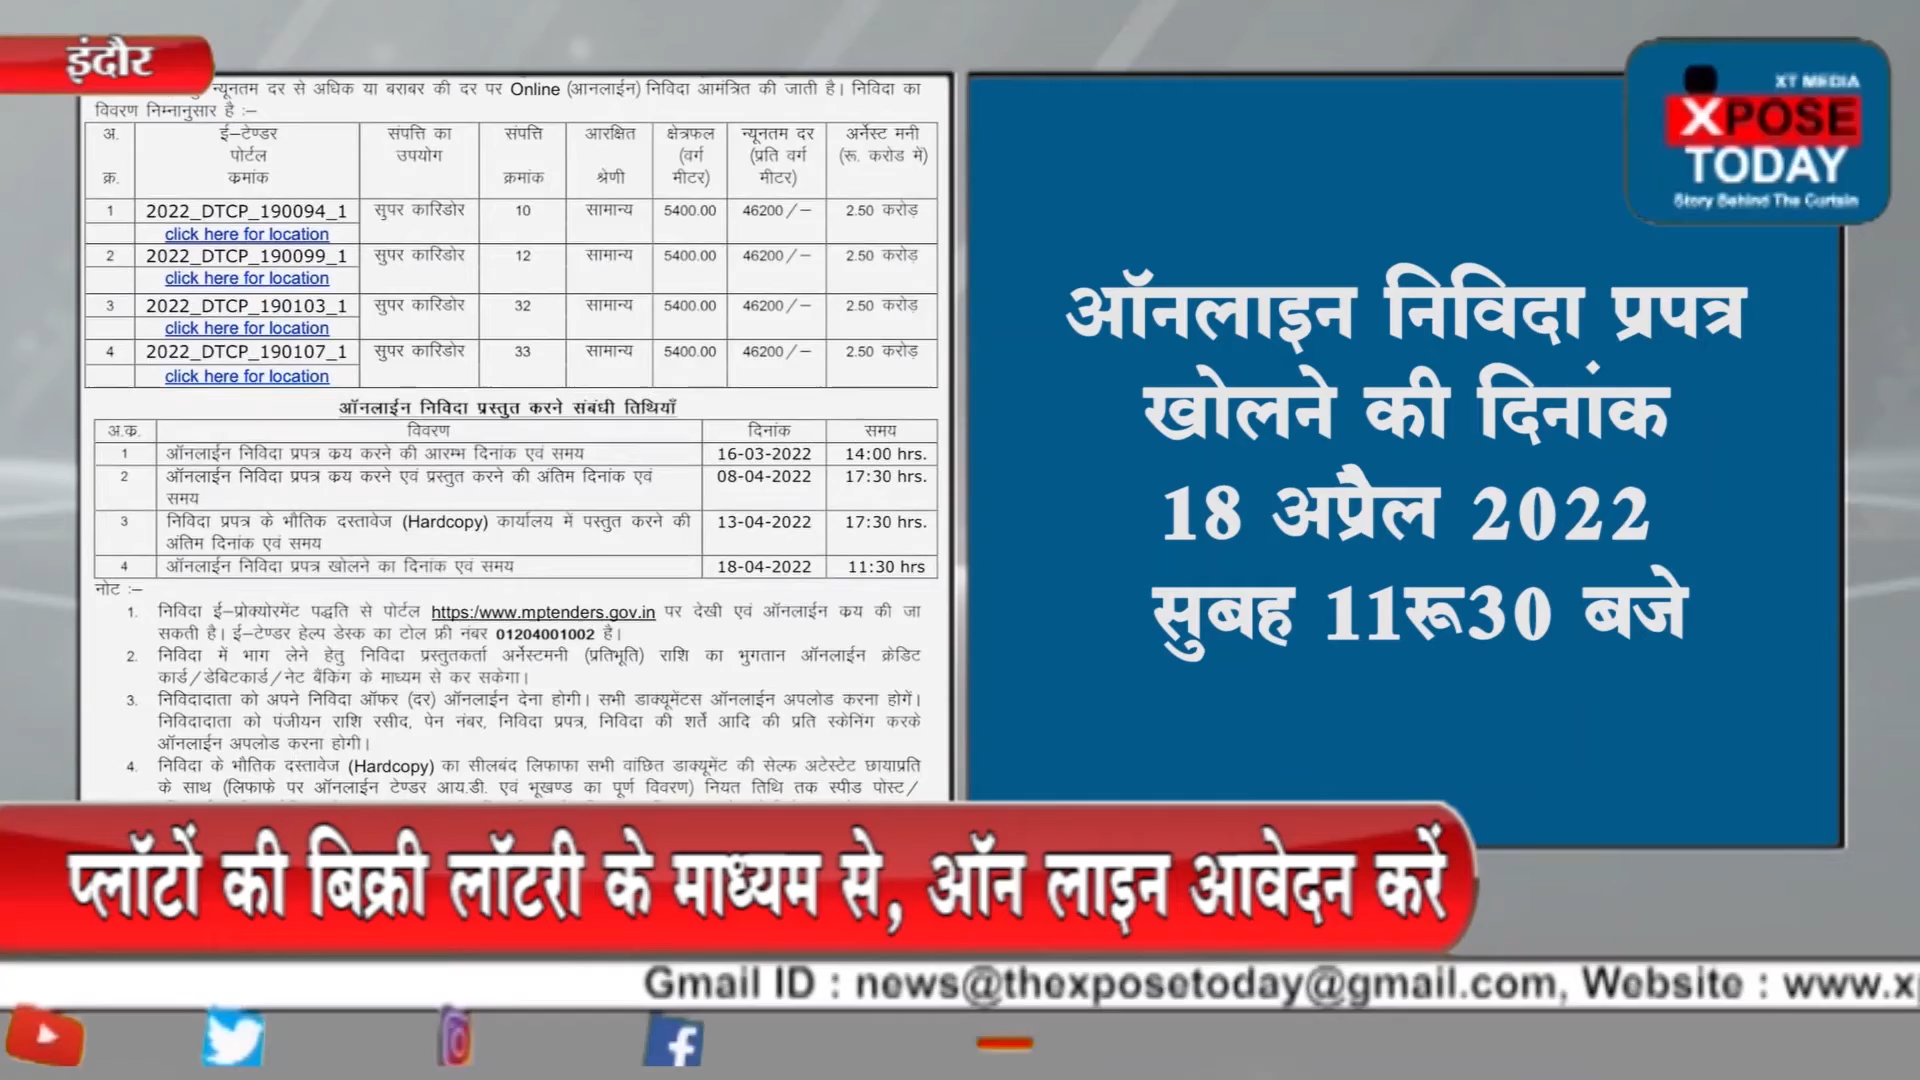 इंदौर
न्यूनतम दर से अधिक या बराबर की दर पर Online (आनलाईन) निविदा आमंत्रित की जाती है। निविदा का
विवरण निम्नानुसार है :–
अ. क्र. ई–टेण्डर पोर्टल क्रमांक संपत्ति का उपयोग संपत्ति क्रमांक आरक्षित श्रेणी क्षेत्रफल (वर्ग मीटर) न्यूनतम दर (प्रति वर्ग मीटर) अर्नेस्ट मनी (रू. करोड में)
1 2022_DTCP_190094_1 सुपर कारिडोर 10 सामान्य 5400.00 46200/– 2.50 करोड़
click here for location
2 2022_DTCP_190099_1 सुपर कारिडोर 12 सामान्य 5400.00 46200/– 2.50 करोड़
click here for location
3 2022_DTCP_190103_1 सुपर कारिडोर 32 सामान्य 5400.00 46200/– 2.50 करोड़
click here for location
4 2022_DTCP_190107_1 सुपर कारिडोर 33 सामान्य 5400.00 46200/– 2.50 करोड़
click here for location
ऑनलाईन निविदा प्रस्तुत करने संबंधी तिथियाँ
अ.क्र. विवरण दिनांक समय
1 ऑनलाईन निविदा प्रपत्र क्रय करने की आरम्भ दिनांक एवं समय 16-03-2022 14:00 hrs.
2 ऑनलाईन निविदा प्रपत्र क्रय करने एवं प्रस्तुत करने की अंतिम दिनांक एवं 08-04-2022 17:30 hrs.
समय
3 निविदा प्रपत्र के भौतिक दस्तावेज (Hardcopy) कार्यालय में पस्तुत करने की 13-04-2022 17:30 hrs.
अंतिम दिनांक एवं समय
4 ऑनलाईन निविदा प्रपत्र खोलने का दिनांक एवं समय 18-04-2022 11:30 hrs
नोट :–
1. निविदा ई–प्रोक्योरमेंट पद्धति से पोर्टल https:/www.mptenders.gov.in पर देखी एवं ऑनलाईन क्रय की जा
सकती है। ई–टेण्डर हेल्प डेस्क का टोल फ्री नंबर 01204001002 है।
2. निविदा में भाग लेने हेतु निविदा प्रस्तुतकर्ता अर्नेस्टमनी (प्रतिभूति) राशि का भुगतान ऑनलाईन क्रेडिट
कार्ड/डेबिटकार्ड/नेट बैंकिंग के माध्यम से कर सकेगा।
3. निविदादाता को अपने निविदा ऑफर (दर) ऑनलाईन देना होगी। सभी डाक्यूमेंटस ऑनलाईन अपलोड करना होगें।
निविदादाता को पंजीयन राशि रसीद, पेन नंबर, निविदा प्रपत्र, निविदा की शर्ते आदि की प्रति स्केनिंग करके
ऑनलाईन अपलोड करना होगी।
4. निविदा के भौतिक दस्तावेज (Hardcopy) का सीलबंद लिफाफा सभी वांछित डाक्यूमेंट की सेल्फ अटेस्टेट छायाप्रति
के साथ (लिफाफे पर ऑनलाईन टेण्डर आय.डी. एवं भूखण्ड का पूर्ण विवरण) नियत तिथि तक स्पीड पोस्ट/
XT MEDIA
XPOSE
TODAY
Story Behind The Curtain
ऑनलाइन निविदा प्रपत्र
खोलने की दिनांक
18 अप्रैल 2022
सुबह 11रू30 बजे
प्लॉटों की बिक्री लॉटरी के माध्यम से, ऑन लाइन आवेदन करें
Gmail ID : news@thexposetoday@gmail.com, Website : www.x